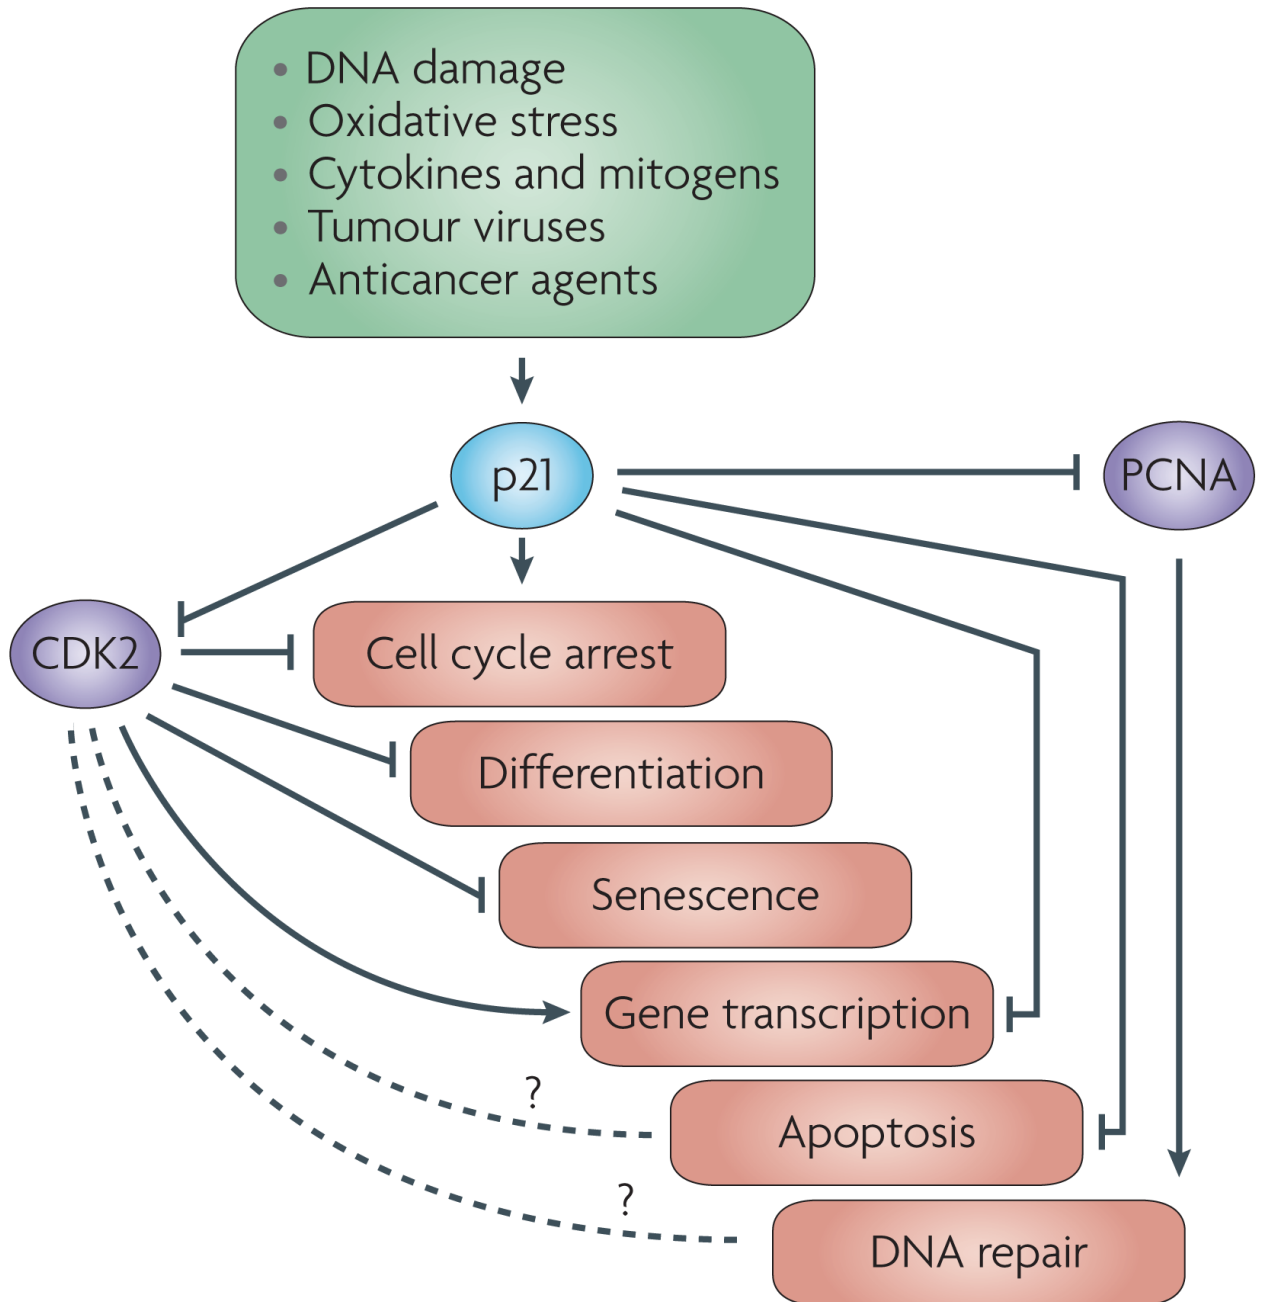 • DNA damage
• Oxidative stress
• Cytokines and mitogens
• Tumour viruses
• Anticancer agents
p21
PCNA
CDK2
Cell cycle arrest
Differentiation
Senescence
Gene transcription
?
Apoptosis
?
DNA repair